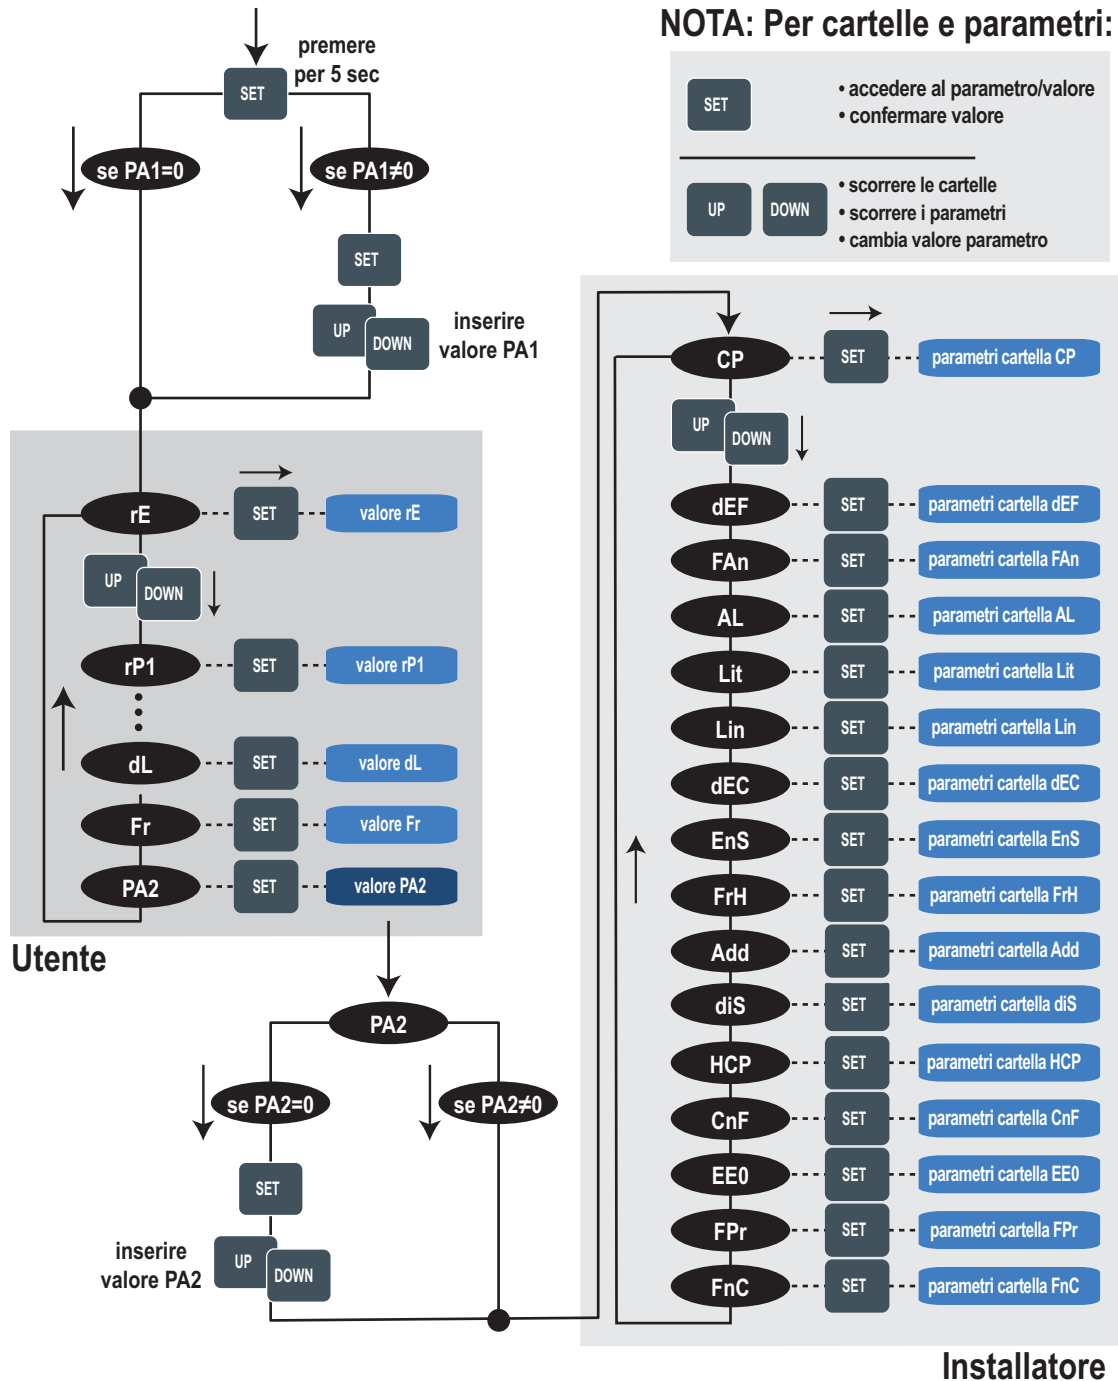 NOTA: Per cartelle e parametri:
premere
per 5 sec
SET
se PA1=0
se PA1≠0
SET
UP
DOWN
inserire
valore PA1
SET
• accedere al parametro/valore
• confermare valore
UP
DOWN
• scorrere le cartelle
• scorrere i parametri
• cambia valore parametro
rE
SET
valore rE
UP
DOWN
rP1
SET
valore rP1
dL
SET
valore dL
Fr
SET
valore Fr
PA2
SET
valore PA2
Utente
PA2
se PA2=0
se PA2≠0
SET
inserire
valore PA2
UP
DOWN
CP
SET
parametri cartella CP
UP
DOWN
dEF
SET
parametri cartella dEF
FAn
SET
parametri cartella FAn
AL
SET
parametri cartella AL
Lit
SET
parametri cartella Lit
Lin
SET
parametri cartella Lin
dEC
SET
parametri cartella dEC
EnS
SET
parametri cartella EnS
FrH
SET
parametri cartella FrH
Add
SET
parametri cartella Add
diS
SET
parametri cartella diS
HCP
SET
parametri cartella HCP
CnF
SET
parametri cartella CnF
EE0
SET
parametri cartella EE0
FPr
SET
parametri cartella FPr
FnC
SET
parametri cartella FnC
Installatore